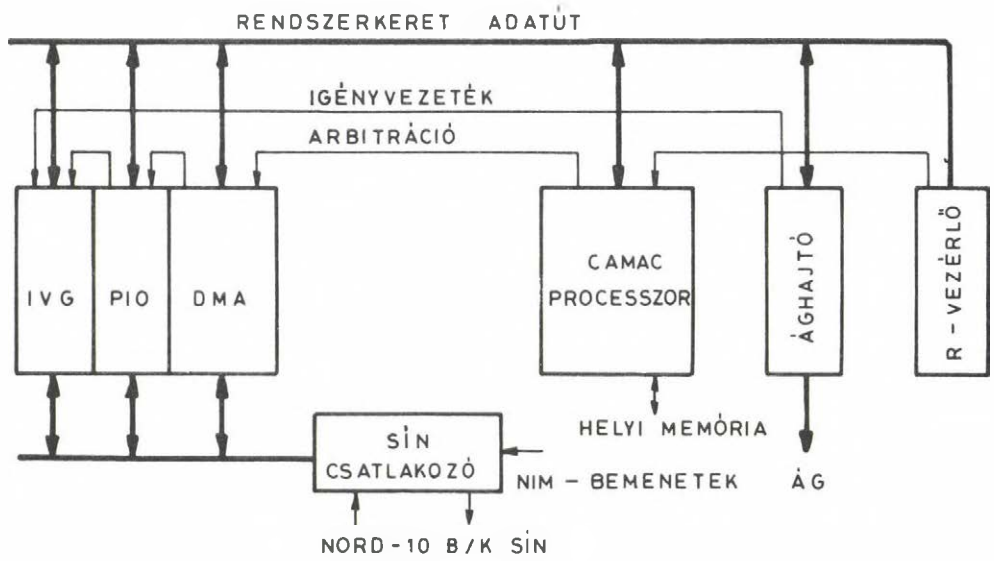 RENDSZERKERET ADATÚT
IGÉNYVEZETÉK
ARBITRÁCIÓ
IVG
PIO
DMA
CAMAC
PROCESSZOR
ÁGHAJTÓ
R - VEZÉRLŐ
HELYI MEMÓRIA
SÍN
CSATLAKOZÓ
NIM - BEMENETEK
ÁG
NORD-10 B/K SÍN